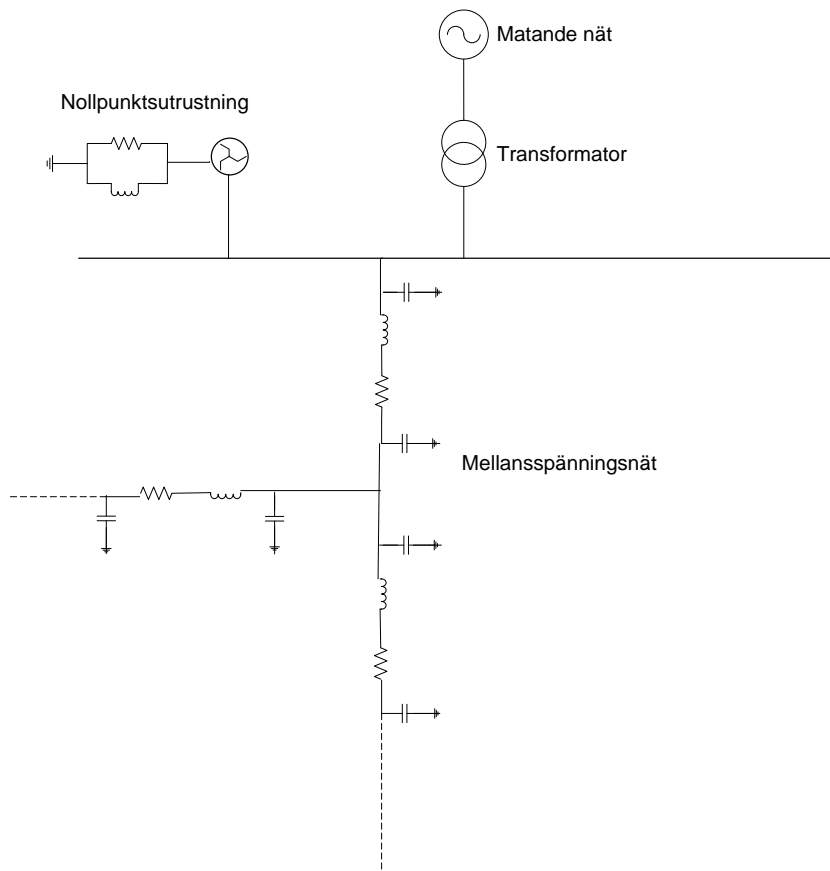 Matande nät
Nollpunktsutrustning
Transformator
Mellansspänningsnät